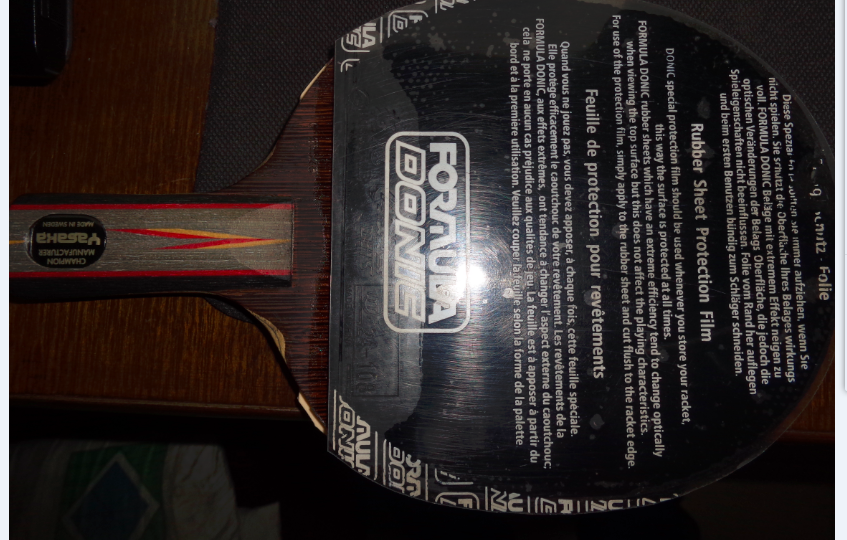 Folie
Diese sollten Sie immer aufziehen, wenn Sie
nicht spielen. Sie schützt die Oberfläche Ihres Belages wirkungs
voll. FORMULA DONIC Beläge mit extremem Effekt neigen zu
optischen Veränderungen der Belags-Oberfläche, die jedoch die
Spieleigenschaften nicht beeinflussen. Folie vom Rand her auflegen
und beim ersten Benutzen bündig zum Schläger schneiden.
Rubber Sheet Protection Film
DONIC special protection film should be used whenever you store your racket,
this way the surface is protected at all times.
FORMULA DONIC rubber sheets which have an extreme efficiency tend to change optically
when viewing the top surface but this does not affect the playing characteristics.
For use of the protection film, simply apply to the rubber sheet and cut flush to the racket edge.
Feuille de protection pour revêtements
Quand vous ne jouez pas, vous devez apposer, à chaque fois, cette feuille spéciale.
Elle protège efficacement le caoutchouc de votre revêtement. Les revêtements de la
FORMULA DONIC, aux effets extrêmes, ont tendance à changer l'aspect externe du caoutchouc;
cela ne porte en aucun cas préjudice aux qualités de jeu. La feuille est à apposer à partir du
bord et à la première utilisation. Veuillez couper la feuille selon la forme de la palette
FORMULA
DONIC
CHAMPION
MANUFACTURER
Yasaka
MADE IN SWEDEN